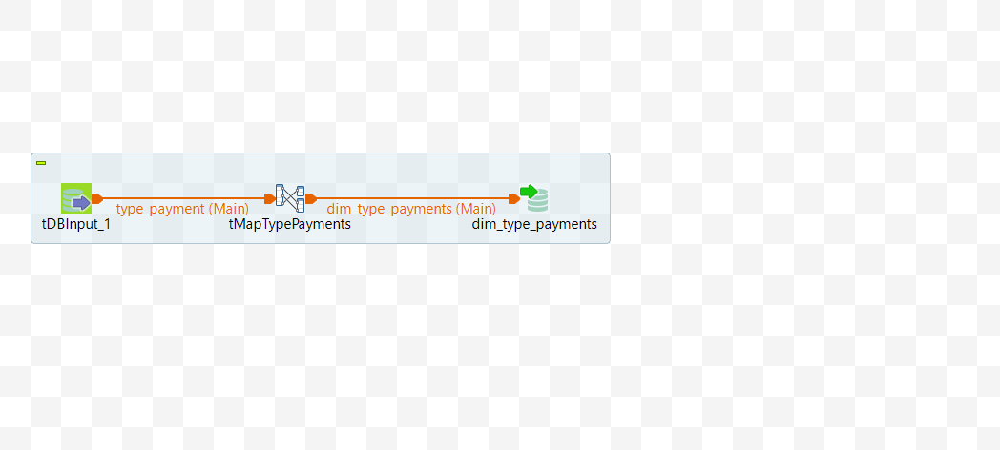 type_payment (Main)
dim_type_payments (Main)
tDBInput_1
tMapTypePayments
dim_type_payments